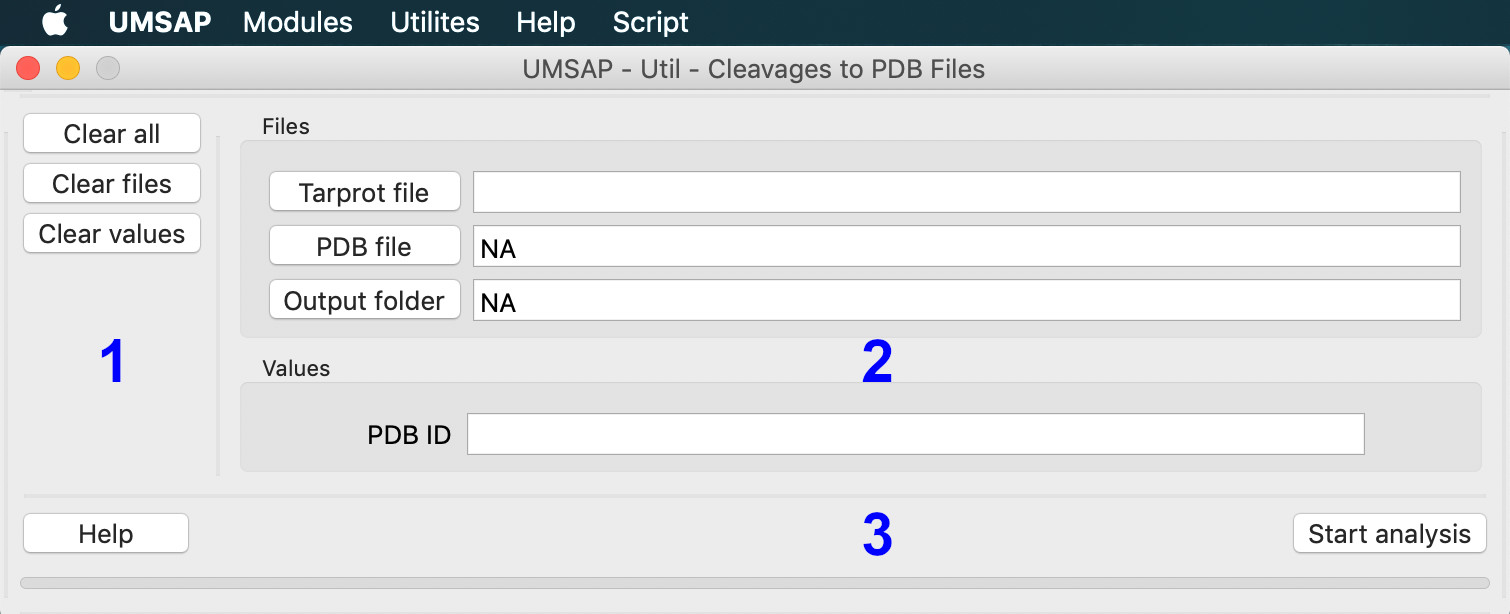 UMSAP Modules Utilites Help Script
UMSAP - Util - Cleavages to PDB Files
Clear all
Clear files
Clear values
1
Files
Tarprot file
PDB file NA
Output folder NA
2
Values
PDB ID
Help
3
Start analysis